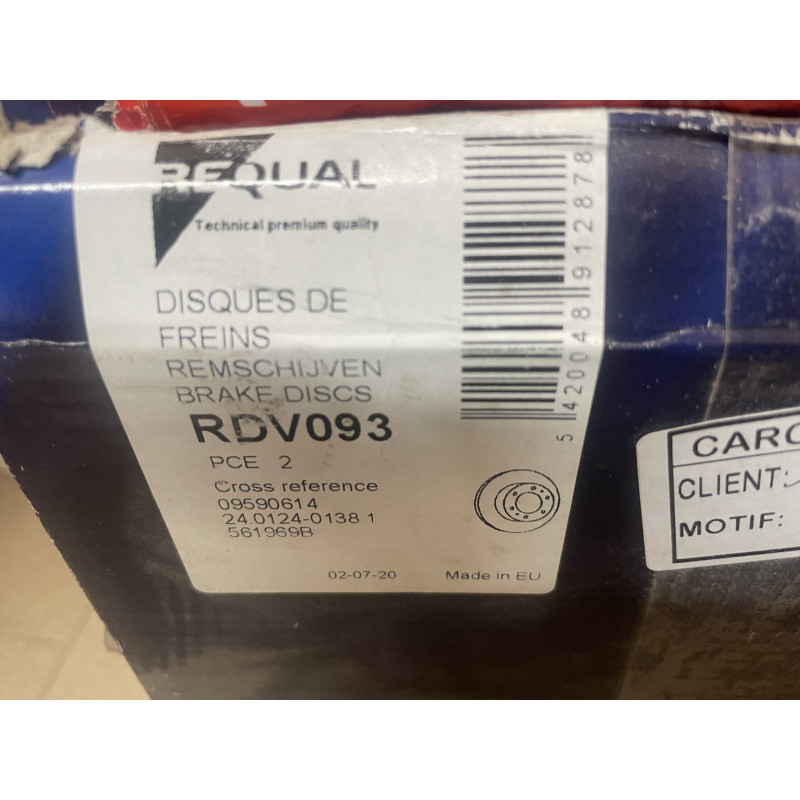 REQUAL
Technical premium quality
DISQUES DE
FREINS
REMSCHIJVEN
BRAKE DISCS
RDV093
PCE 2
Cross reference
09590614
24.0124-0138 1
561969B
02-07-20
Made in EU
5 420048 912878
CARO
CLIENT:
MOTIF: